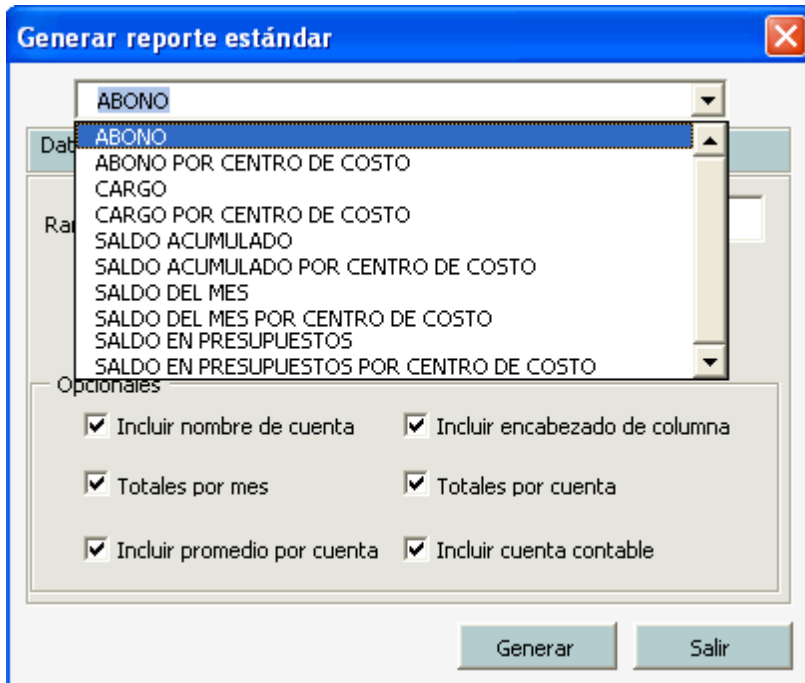 Generar reporte estándar
ABONO
ABONO
ABONO POR CENTRO DE COSTO
CARGO
CARGO POR CENTRO DE COSTO
SALDO ACUMULADO
SALDO ACUMULADO POR CENTRO DE COSTO
SALDO DEL MES
SALDO DEL MES POR CENTRO DE COSTO
SALDO EN PRESUPUESTOS
SALDO EN PRESUPUESTOS POR CENTRO DE COSTO
Opcionales
Incluir nombre de cuenta Incluir encabezado de columna
Totales por mes Totales por cuenta
Incluir promedio por cuenta Incluir cuenta contable
Generar Salir